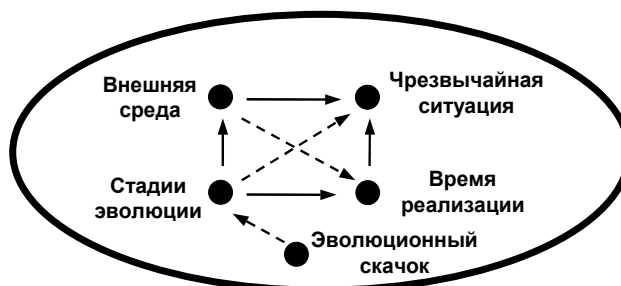 Внешняя
среда
Чрезвычайная
ситуация
Стадии
эволюции
Время
реализации
Эволюционный
скачок